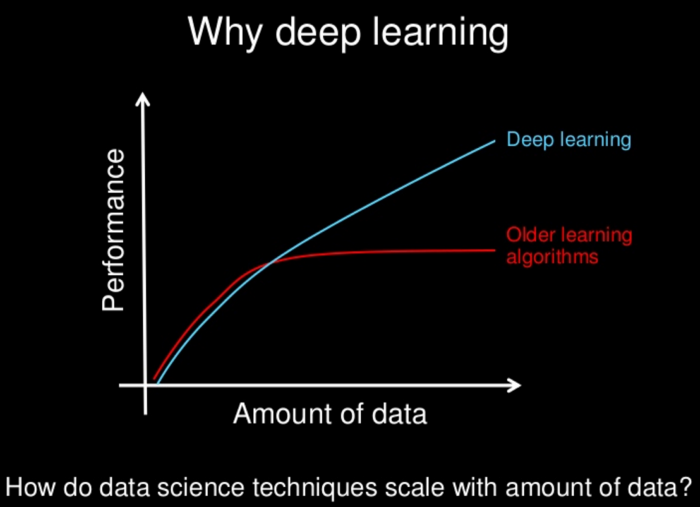 Why deep learning
Deep learning
Performance
Older learning
algorithms
Amount of data
How do data science techniques scale with amount of data?